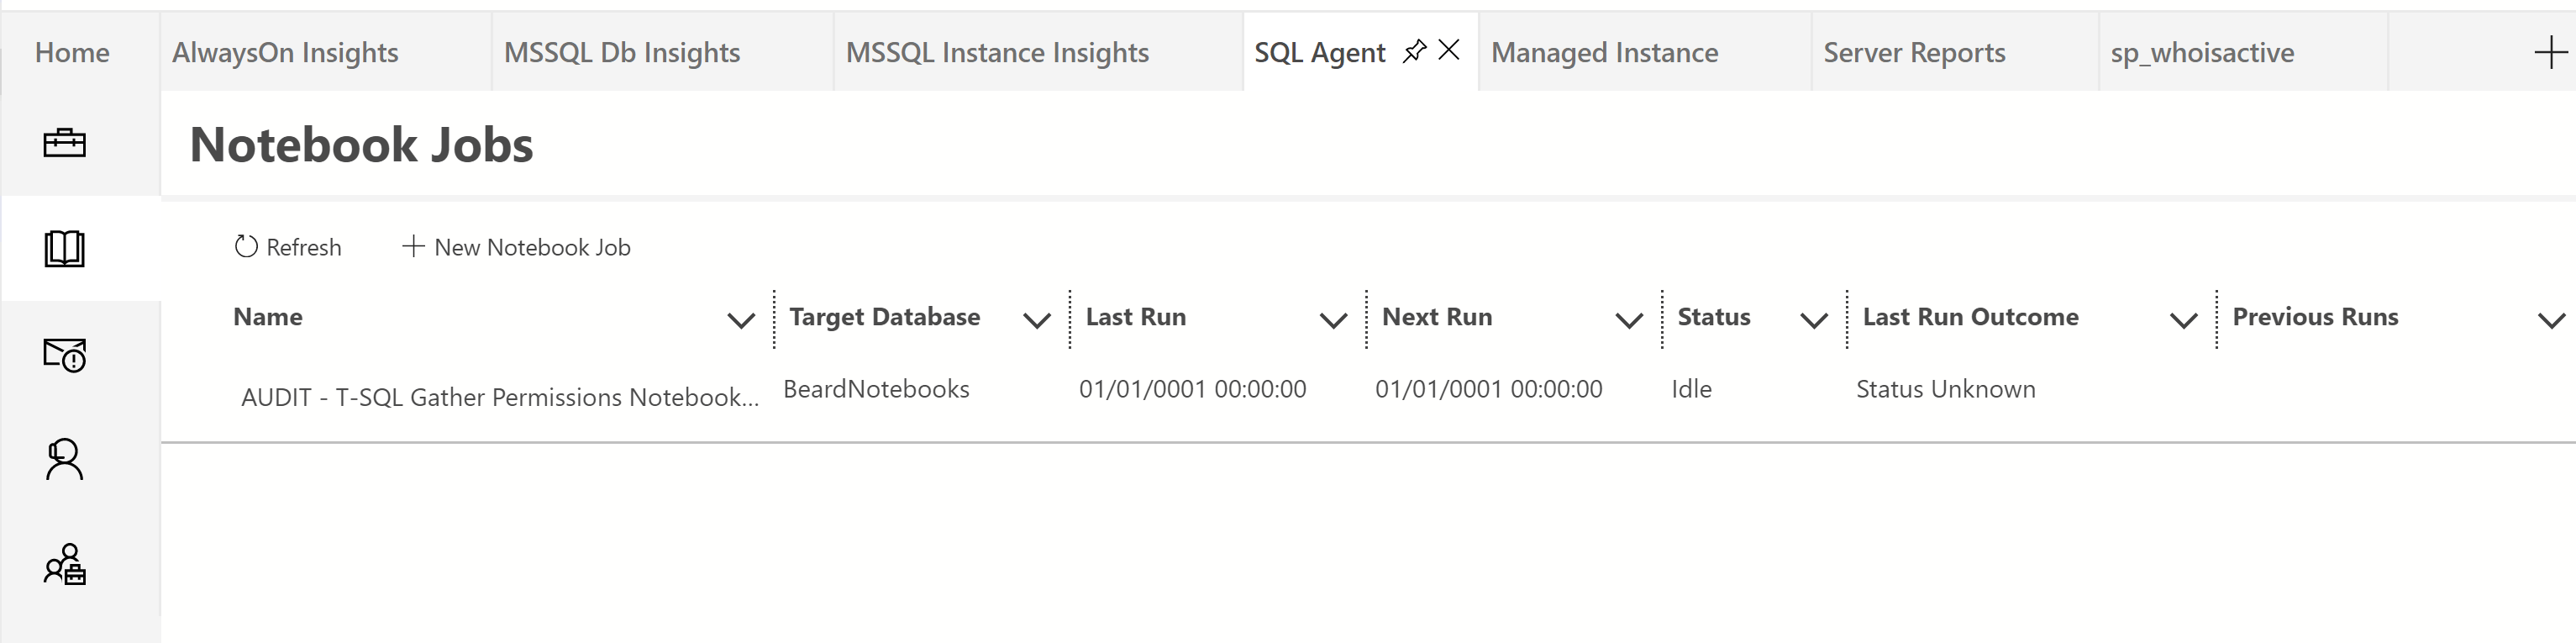 Home AlwaysOn Insights MSSQL Db Insights MSSQL Instance Insights SQL Agent Managed Instance Server Reports sp_whoisactive
Notebook Jobs
Refresh New Notebook Job
Name Target Database Last Run Next Run Status Last Run Outcome Previous Runs
AUDIT - T-SQL Gather Permissions Notebook... BeardNotebooks 01/01/0001 00:00:00 01/01/0001 00:00:00 Idle Status Unknown